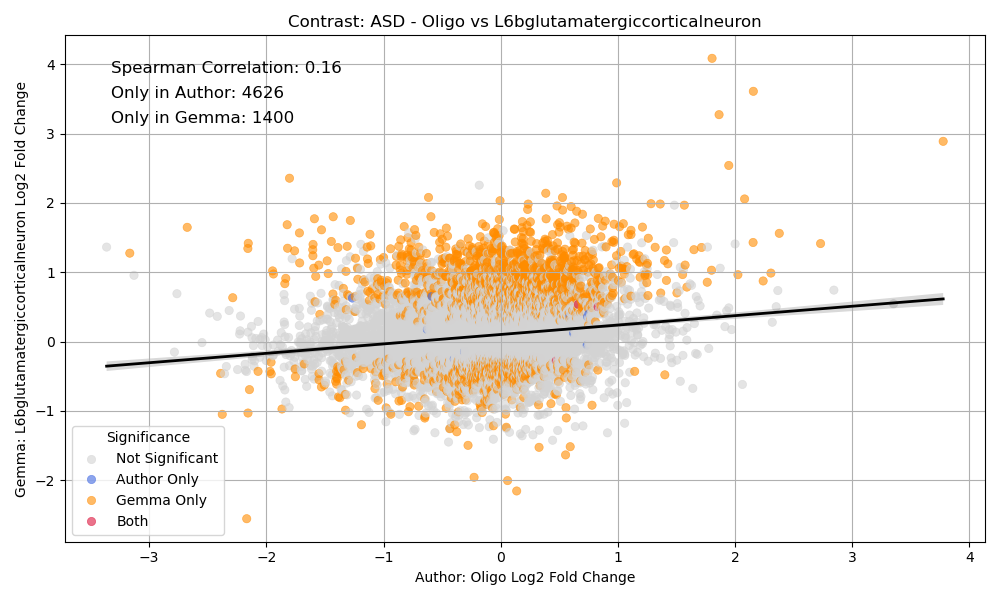 Contrast: ASD - Oligo vs L6bglutamatergiccorticalneuron
Gemma: L6bglutamatergiccorticalneuron Log2 Fold Change
4
3
2
1
0
−1
−2
Spearman Correlation: 0.16
Only in Author: 4626
Only in Gemma: 1400
Significance
Not Significant
Author Only
Gemma Only
Both
−3 −2 −1 0 1 2 3 4
Author: Oligo Log2 Fold Change